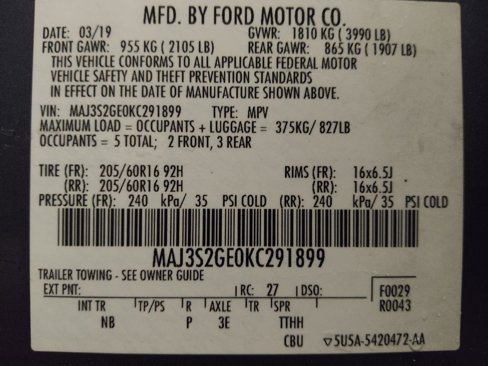 MFD. BY FORD MOTOR CO.
DATE: 03/19 GVWR: 1810 KG ( 3990 LB)
FRONT GAWR: 955 KG ( 2105 LB) REAR GAWR: 865 KG ( 1907 LB)
THIS VEHICLE CONFORMS TO ALL APPLICABLE FEDERAL MOTOR
VEHICLE SAFETY AND THEFT PREVENTION STANDARDS
IN EFFECT ON THE DATE OF MANUFACTURE SHOWN ABOVE.
VIN: MAJ3S2GE0KC291899 TYPE: MPV
MAXIMUM LOAD = OCCUPANTS + LUGGAGE = 375KG/ 827LB
OCCUPANTS = 5 TOTAL; 2 FRONT, 3 REAR
TIRE (FR): 205/60R16 92H RIMS (FR): 16x6.5J
(RR): 205/60R16 92H (RR): 16x6.5J
PRESSURE (FR): 240 kPa/ 35 PSI COLD (RR): 240 kPa/ 35 PSI COLD
MAJ3S2GE0KC291899
TRAILER TOWING - SEE OWNER GUIDE
EXT PNT: RC: 27 DSO: F0029
INT TR TP/PS R AXLE TR SPR R0043
NB P 3E TTHH
CBU ▽5U5A-5420472-AA